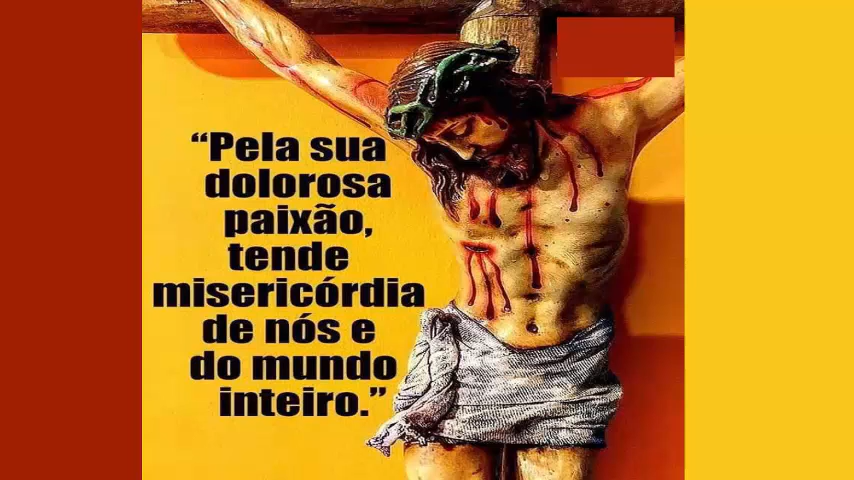 “Pela sua
dolorosa
paixão,
tende
misericórdia
de nós e
do mundo
inteiro.”